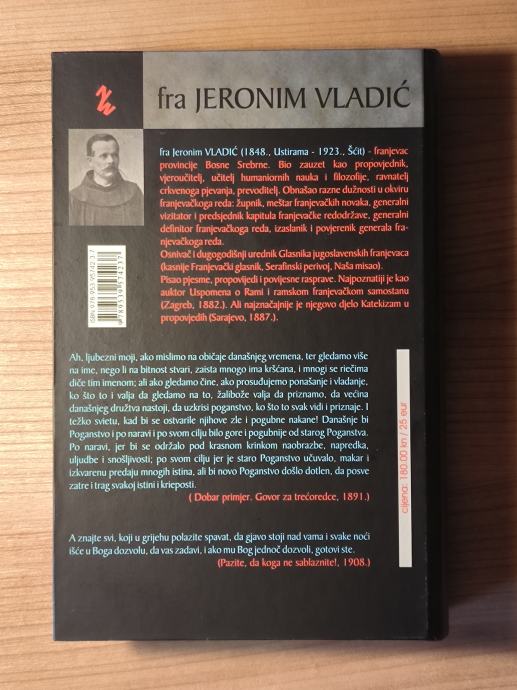 fra JERONIM VLADIĆ
fra Jeronim VLADIĆ (1848., Ustirama - 1923., Šćit) - franjevac
provincije Bosne Srebrne. Bio zauzet kao propovjednik,
vjeroučitelj, učitelj humaniornih nauka i filozofije, ravnatelj
crkvenoga pjevanja, prevoditelj. Obnašao razne dužnosti u okviru
franjevačkoga reda: župnik, meštar franjevačkih novaka, generalni
vizitator i predsjednik kapitula franjevačke redodržave, generalni
definitor franjevačkoga reda, izaslanik i povjerenik generala fra-
njevačkoga reda.
Osnivač i dugogodišnji urednik Glasnika jugoslavenskih franjevaca
(kasnije Franjevački glasnik, Serafinski perivoj, Naša misao).
Pisao pjesme, propovijedi i povijesne rasprave. Najpoznatiji je kao
auktor Uspomena o Rami i ramskom franjevačkom samostanu
(Zagreb, 1882.). Ali najznačajnije je njegovo djelo Katekizam u
propovjedih (Sarajevo, 1887.).
ISBN: 978 953 95742 3 7
9789539574237
Ah, ljubezni moji, ako mislimo na običaje današnjeg vremena, ter gledamo više
na ime, nego li na bitnost stvari, zaista mnogo ima kršćana, i mnogi se riečima
diče tim imenom; ali ako gledamo čine, ako prosudujemo ponašanje i vladanje,
ko što to i valja da gledamo na to, žalibože valja da priznamo, da većina
današnjeg družtva nastoji, da uzkrisi poganstvo, ko što to svak vidi i priznaje. I
težko svietu, kad bi se ostvarile njihove zle i pogubne nakane! Današnje bi
Poganstvo i po naravi i po svom cilju bilo gore i pogubnije od starog Poganstva.
Po naravi, jer bi se održalo pod krasnom krinkom naobrazbe, napredka,
uljudbe i snošljivosti; po svom cilju jer je staro Poganstvo učuvalo, makar i
izkvarenu predaju mnogih istina, ali bi novo Poganstvo došlo dotlen, da posve
zatre i trag svakoj istini i krieposti.
( Dobar primjer. Govor za trećoredce, 1891.)
A znajte svi, koji u grijehu polazite spavat, da gjavo stoji nad vama i svake noći
išće u Boga dozvolu, da vas zadavi, i ako mu Bog jednoč dozvoli, gotovi ste.
(Pazite, da koga ne sablaznite!, 1908.)
cijena: 180.00 kn / 25 eur